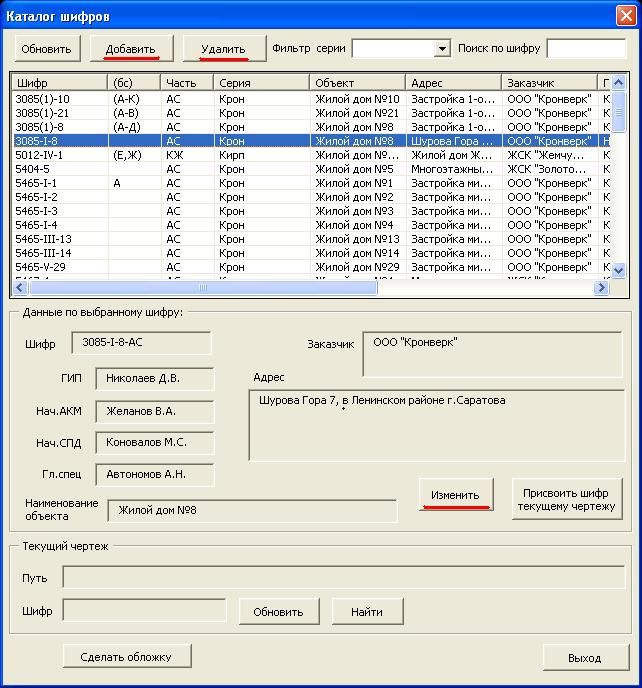 Каталог шифров
Обновить Добавить Удалить Фильтр серии Поиск по шифру
Шифр (бс) Часть Серия Объект Адрес Заказчик Г
3085(1)-10 (А-К) АС Крон Жилой дом №10 Застройка 1-о... ООО "Кронверк" К
3085(1)-21 (А-В) АС Крон Жилой дом №21 Застройка 1-о... ООО "Кронверк" К
3085(1)-8 (А-Д) АС Крон Жилой дом №8 Застройка 1-о... ООО "Кронверк" К
3085-I-8 АС Крон Жилой дом №8 Шурова Гора ... ООО "Кронверк" Н
5012-IV-1 (Е,Ж) КЖ Кирп Жилой дом №... Жилой дом Ж... ЖСК "Жемчу... К
5404-5 АС Крон Жилой дом №5 Многоэтажны... ЖСК "Золото... К
5465-I-1 А АС Крон Жилой дом №1 Застройка ми... ООО "Кронверк" К
5465-I-2 АС Крон Жилой дом №2 Застройка ми... ООО "Кронверк" К
5465-I-3 АС Крон Жилой дом №3 Застройка ми... ООО "Кронверк" К
5465-I-4 АС Крон Жилой дом №4 Застройка ми... ООО "Кронверк" К
5465-III-13 АС Крон Жилой дом №13 Застройка ми... ООО "Кронверк" К
5465-III-14 АС Крон Жилой дом №14 Застройка ми... ООО "Кронверк" К
5465-V-29 АС Крон Жилой дом №29 Застройка ми... ООО "Кронверк" К
Данные по выбранному шифру:
Шифр 3085-I-8-АС Заказчик ООО "Кронверк"
ГИП Николаев Д.В. Адрес
Шурова Гора 7, в Ленинском районе г.Саратова
Нач.АКМ Желанов В.А.
Нач.СПД Коновалов М.С.
Гл.спец Автономов А.Н.
Изменить Присвоить шифр
текущему чертежу
Наименование
объекта Жилой дом №8
Текущий чертеж
Путь
Шифр Обновить Найти
Сделать обложку Выход